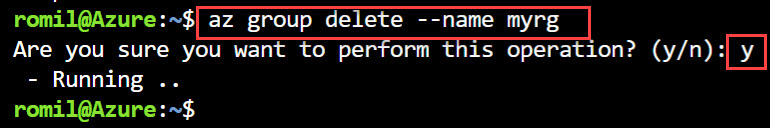 romil@Azure:~$ az group delete --name myrg
Are you sure you want to perform this operation? (y/n): y
- Running ..
romil@Azure:~$